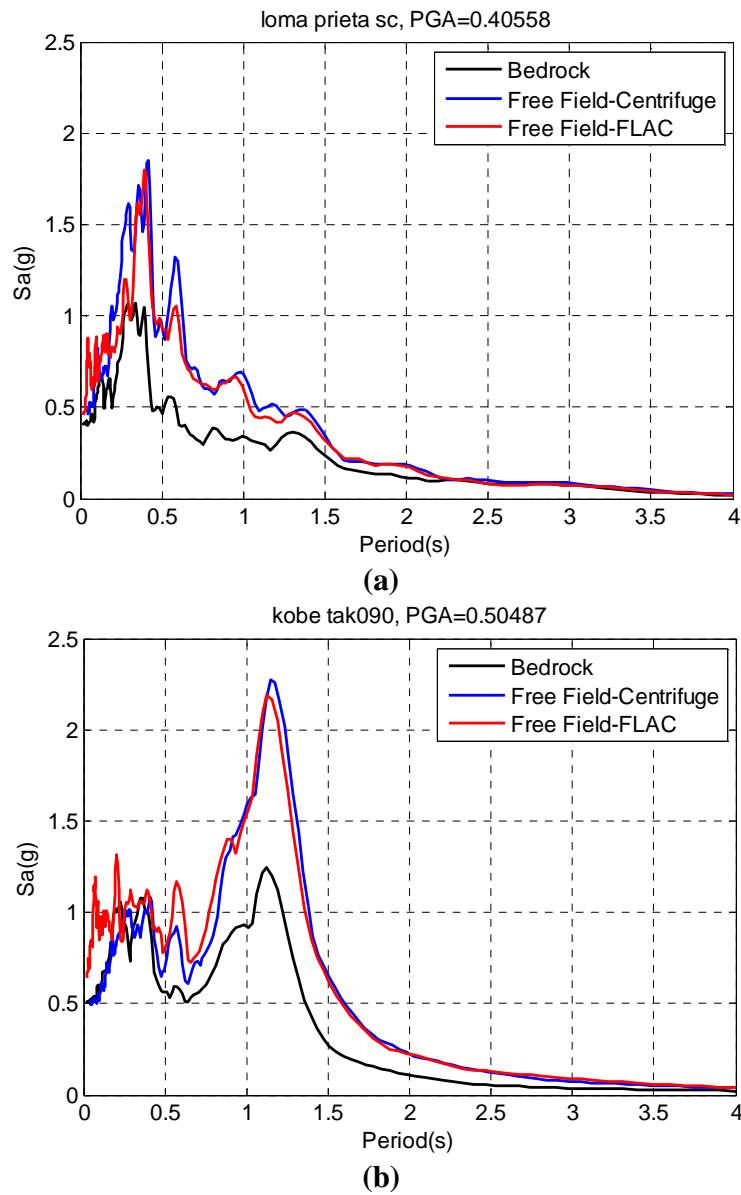 loma prieta sc, PGA=0.40558
2.5
2
1.5
1
0.5
0
Sa(g)
Bedrock
Free Field-Centrifuge
Free Field-FLAC
0 0.5 1 1.5 2 2.5 3 3.5 4
Period(s)
(a)
kobe tak090, PGA=0.50487
2.5
2
1.5
1
0.5
0
Sa(g)
Bedrock
Free Field-Centrifuge
Free Field-FLAC
0 0.5 1 1.5 2 2.5 3 3.5 4
Period(s)
(b)